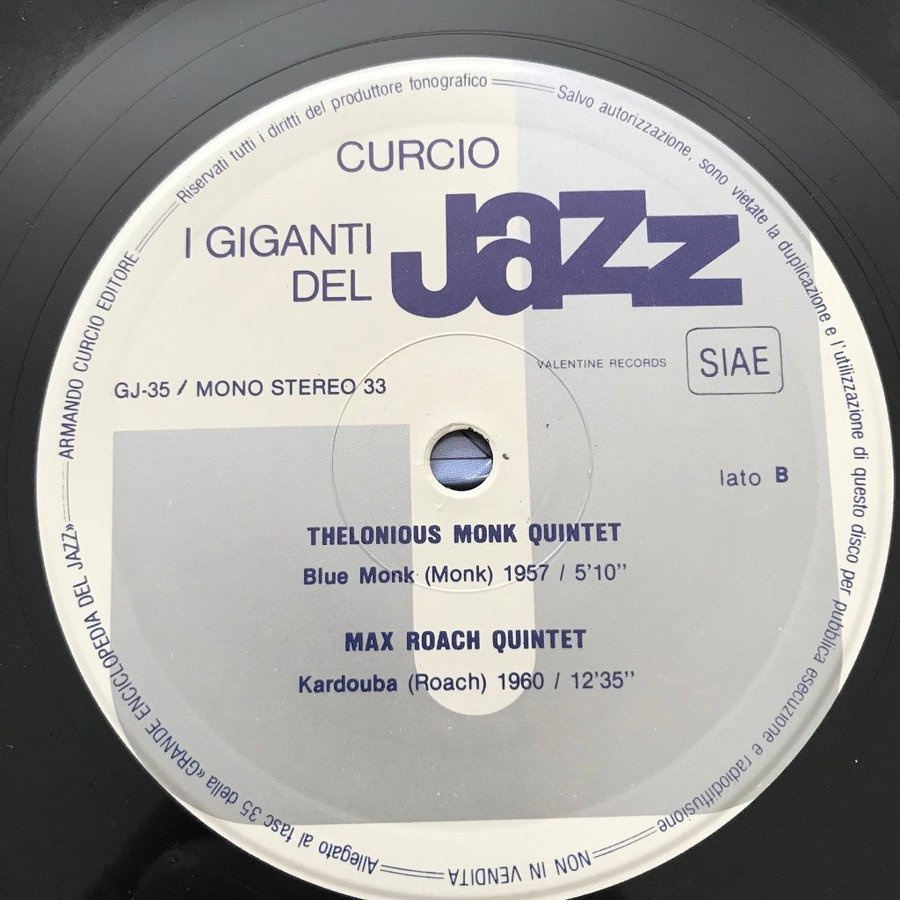 CURCIO
I GIGANTI
DEL
Jazz
VALENTINE RECORDS
SIAE
GJ-35 / MONO STEREO 33
lato B
THELONIOUS MONK QUINTET
Blue Monk (Monk) 1957 / 5'10"
MAX ROACH QUINTET
Kardouba (Roach) 1960 / 12'35"
Allegato al fasc 35 della «GRANDE ENCICLOPEDIA DEL JAZZ»
ARMANDO CURCIO EDITORE
Riservati tutti i diritti del produttore fonografico
Salvo autorizzazione, sono vietate la duplicazione e l'utilizzazione di questo disco per pubblica esecuzione e radiodiffusione
NON IN VENDITA